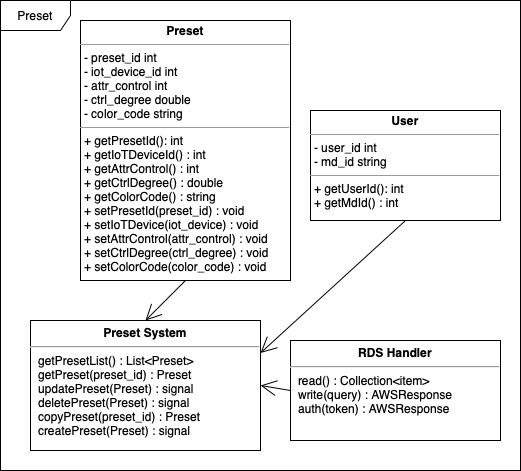 Preset
Preset
- preset_id int
- iot_device_id int
- attr_control int
- ctrl_degree double
- color_code string
+ getPresetId(): int
+ getIoTDeviceId() : int
+ getAttrControl() : int
+ getCtrlDegree() : double
+ getColorCode() : string
+ setPresetId(preset_id) : void
+ setIoTDevice(iot_device) : void
+ setAttrControl(attr_control) : void
+ setCtrlDegree(ctrl_degree) : void
+ setColorCode(color_code) : void
User
- user_id int
- md_id string
+ getUserId(): int
+ getMdId() : int
Preset System
getPresetList() : List<Preset>
getPreset(preset_id) : Preset
updatePreset(Preset) : signal
deletePreset(Preset) : signal
copyPreset(preset_id) : Preset
createPreset(Preset) : signal
RDS Handler
read() : Collection<item>
write(query) : AWSResponse
auth(token) : AWSResponse